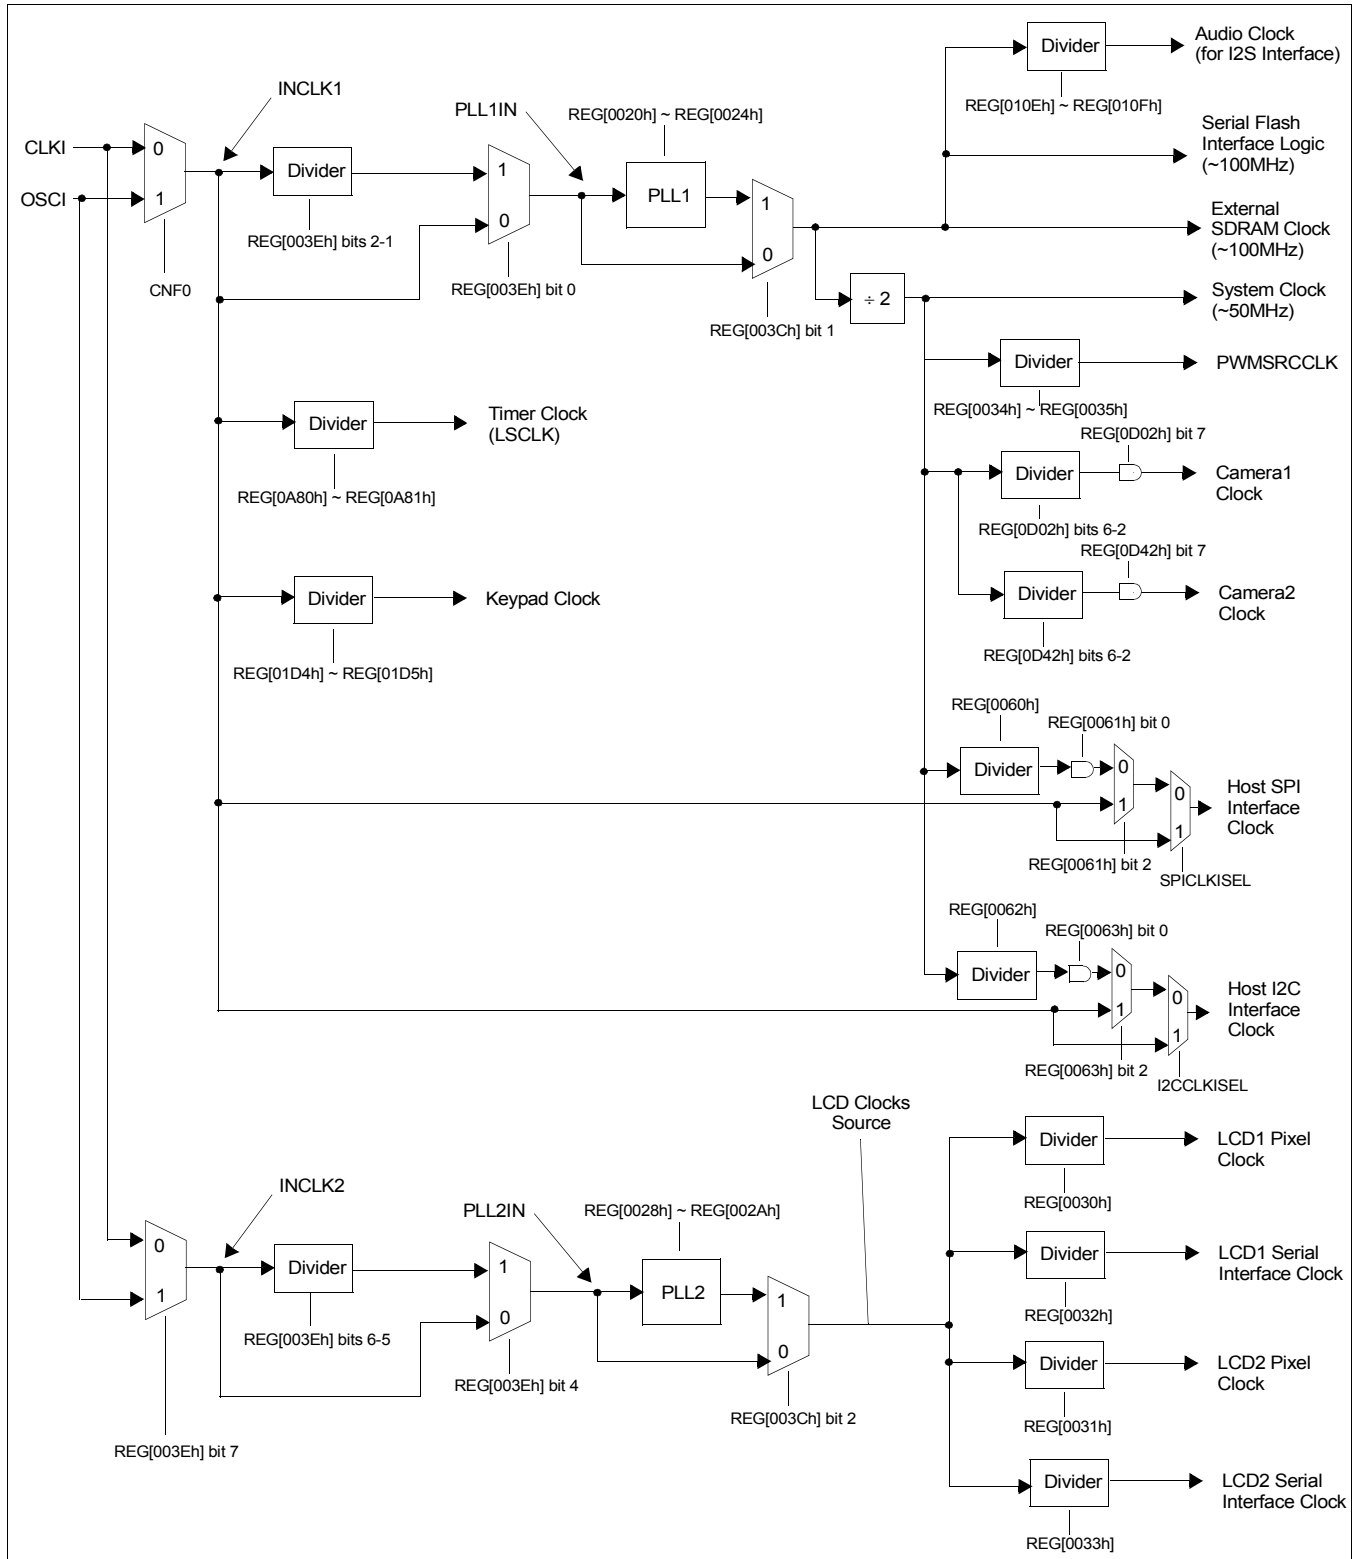 Divider
Audio Clock
(for I2S Interface)
REG[010Eh] ~ REG[010Fh]
INCLK1
PLL1IN
REG[0020h] ~ REG[0024h]
Serial Flash
Interface Logic
(~100MHz)
CLKI
OSCI
0
1
Divider
REG[003Eh] bits 2-1
CNF0
1
0
REG[003Eh] bit 0
PLL1
1
0
REG[003Ch] bit 1
External
SDRAM Clock
(~100MHz)
÷ 2
System Clock
(~50MHz)
Divider
PWMSRCCLK
REG[0034h] ~ REG[0035h]
Divider
Timer Clock
(LSCLK)
REG[0A80h] ~ REG[0A81h]
REG[0D02h] bit 7
Divider
Camera1
Clock
REG[0D02h] bits 6-2
REG[0D42h] bit 7
Divider
Camera2
Clock
REG[0D42h] bits 6-2
Divider
Keypad Clock
REG[01D4h] ~ REG[01D5h]
REG[0060h]
REG[0061h] bit 0
Divider
0
1
0
1
Host SPI
Interface
Clock
REG[0061h] bit 2
SPICLKISEL
REG[0062h]
REG[0063h] bit 0
Divider
0
1
0
1
Host I2C
Interface
Clock
REG[0063h] bit 2
I2CCLKISEL
LCD Clocks
Source
INCLK2
PLL2IN
REG[0028h] ~ REG[002Ah]
0
1
Divider
REG[003Eh] bits 6-5
REG[003Eh] bit 7
1
0
REG[003Eh] bit 4
PLL2
1
0
REG[003Ch] bit 2
Divider
LCD1 Pixel
Clock
REG[0030h]
Divider
LCD1 Serial
Interface Clock
REG[0032h]
Divider
LCD2 Pixel
Clock
REG[0031h]
Divider
LCD2 Serial
Interface Clock
REG[0033h]